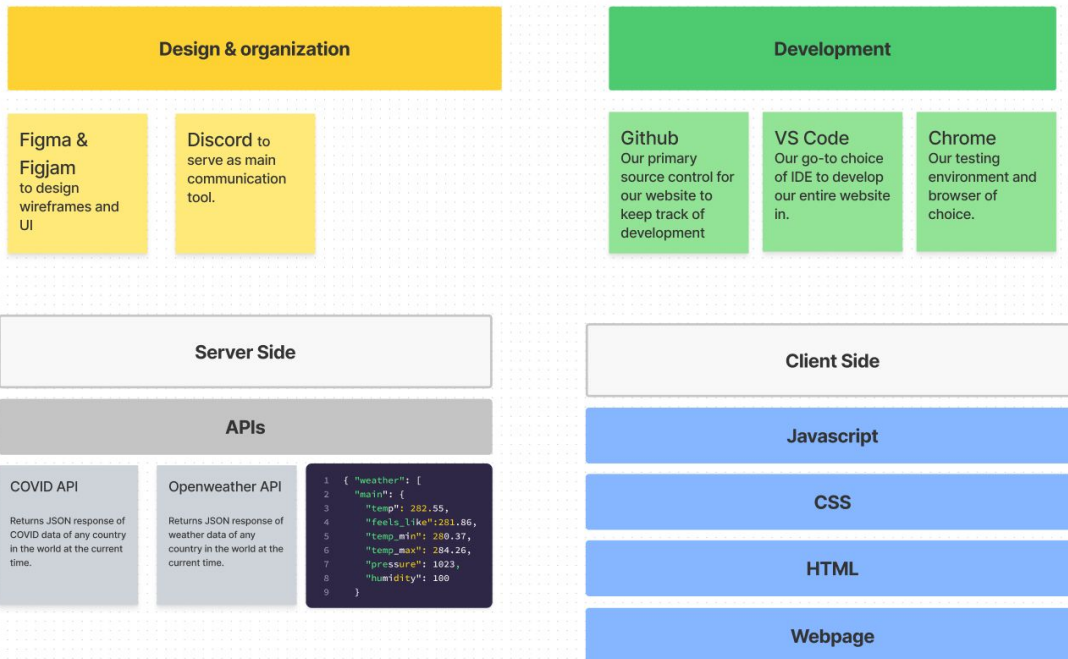 Design & organization
Figma &
Figjam
to design
wireframes and
UI
Discord to
serve as main
communication
tool.
Development
Github
Our primary
source control for
our website to
keep track of
development
VS Code
Our go-to choice
of IDE to develop
our entire website
in.
Chrome
Our testing
environment and
browser of
choice.
Server Side
APIs
COVID API
Returns JSON response of
COVID data of any country
in the world at the current
time.
Openweather API
Returns JSON response of
weather data of any
country in the world at the
current time.
1 { "weather": [
2 "main": {
3 "temp": 282.55,
4 "feels_like":281.86,
5 "temp_min": 280.37,
6 "temp_max": 284.26,
7 "pressure": 1023,
8 "humidity": 100
9 }
Client Side
Javascript
CSS
HTML
Webpage